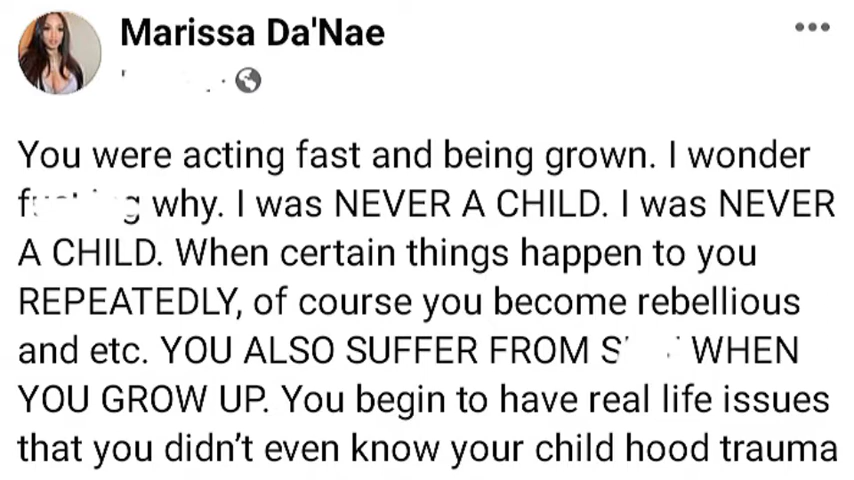 Marissa Da'Nae
You were acting fast and being grown. I wonder
why. I was NEVER A CHILD. I was NEVER
A CHILD. When certain things happen to you
REPEATEDLY, of course you become rebellious
and etc. YOU ALSO SUFFER FROM WHEN
YOU GROW UP. You begin to have real life issues
that you didn’t even know your child hood trauma